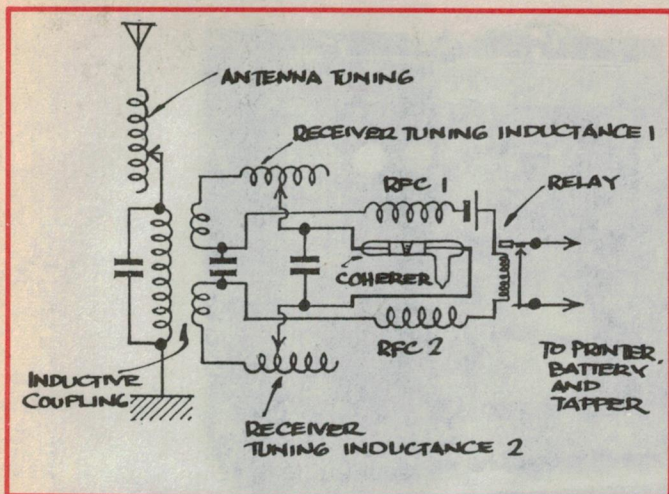 ANTENNA TUNING
RECEIVER TUNING INDUCTANCE 1
RFC 1
RELAY
COHERER
RFC 2
INDUCTIVE
COUPLING
RECEIVER
TUNING INDUCTANCE 2
TO PRINTER,
BATTERY
AND
TAPPER